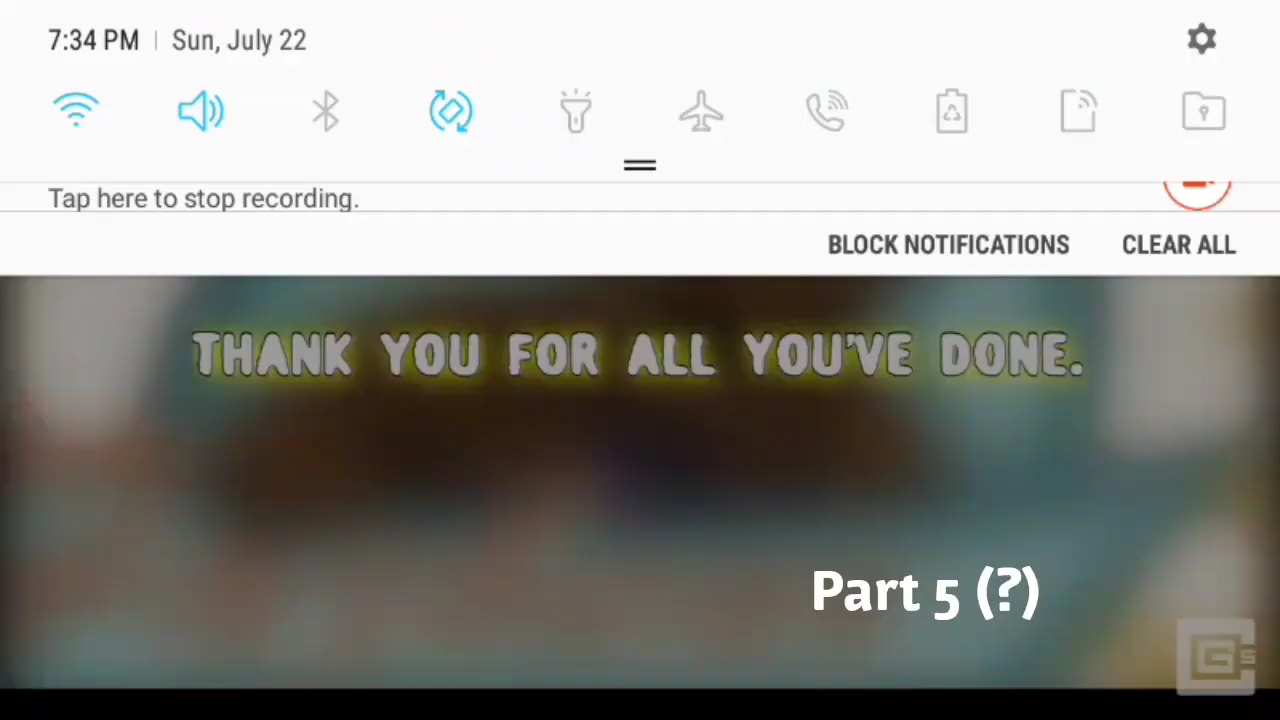 7:34 PM | Sun, July 22
Tap here to stop recording.
BLOCK NOTIFICATIONS CLEAR ALL
THANK YOU FOR ALL YOU'VE DONE.
Part 5 (?)
CG5